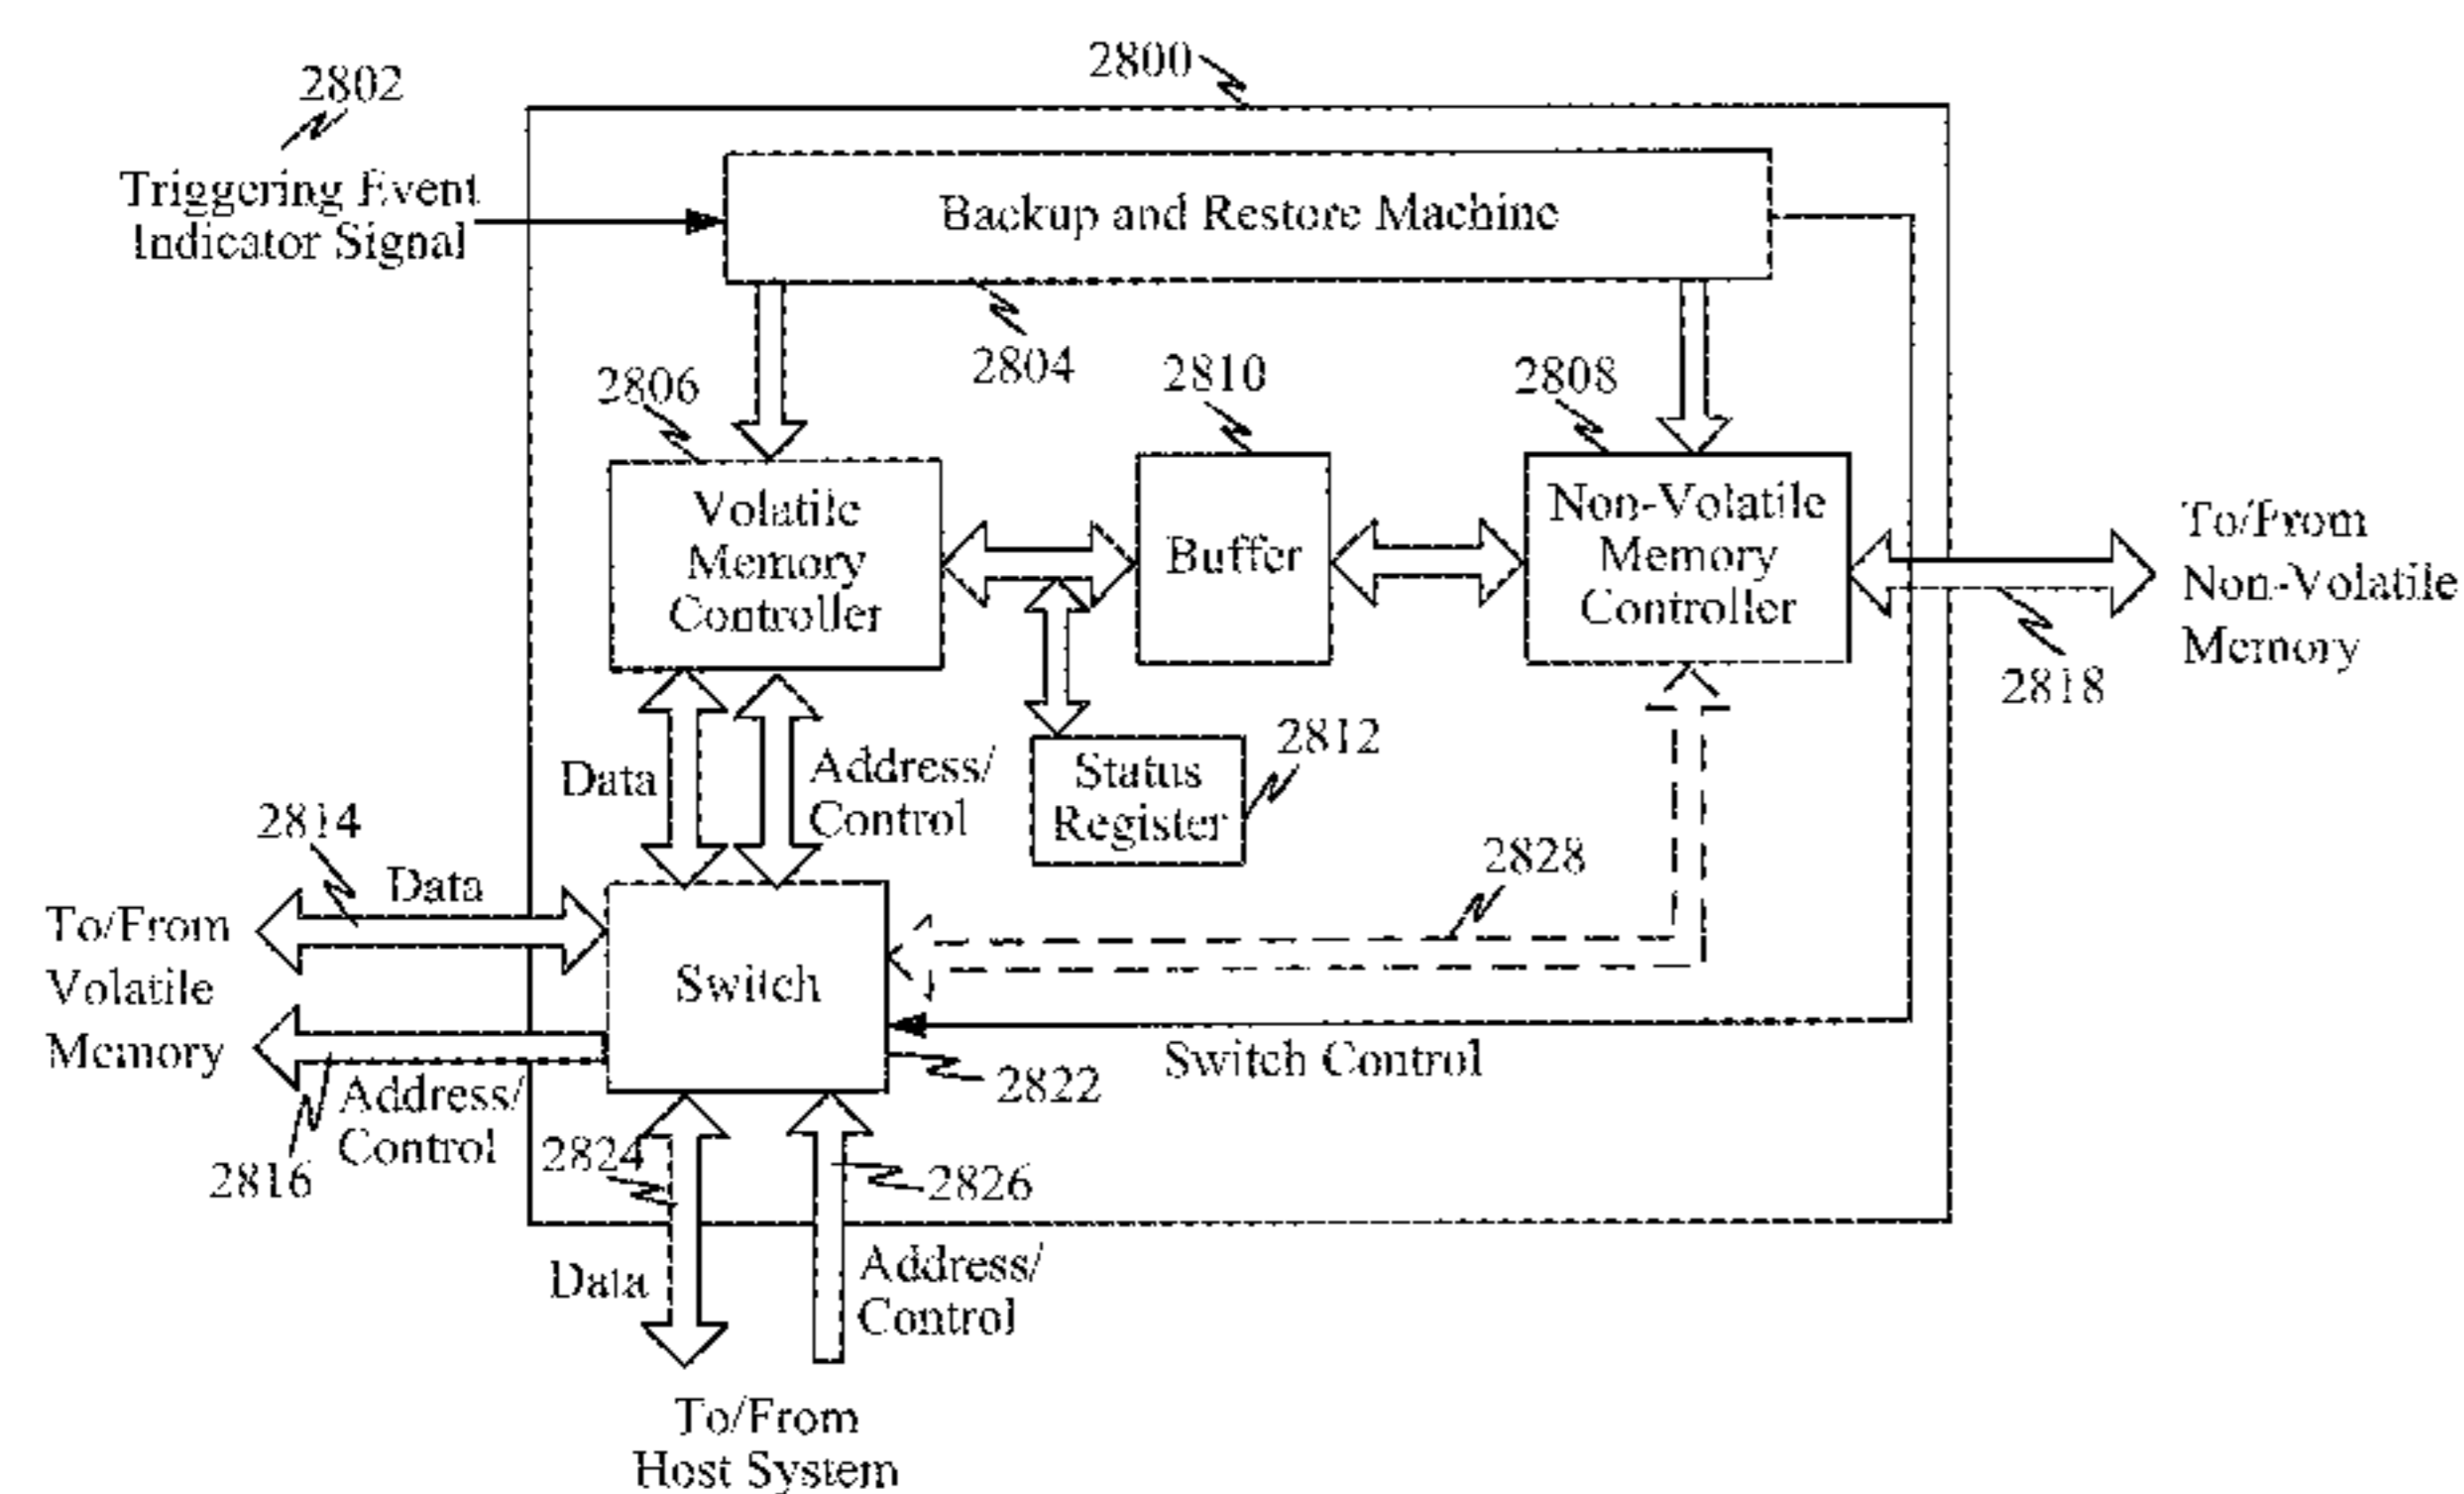 2800
2802
Triggering Event
Indicator Signal
Backup and Restore Machine
2804
2806
2810
2808
Volatile
Memory
Controller
Buffer
Non-Volatile
Memory
Controller
To/From
Non-Volatile
Memory
2818
Data
Address/
Control
Status
Register
2812
2814
Data
2828
To/From
Volatile
Memory
Switch
Switch Control
2822
Address/
Control
2816
2824
2826
Data
Address/
Control
To/From
Host System